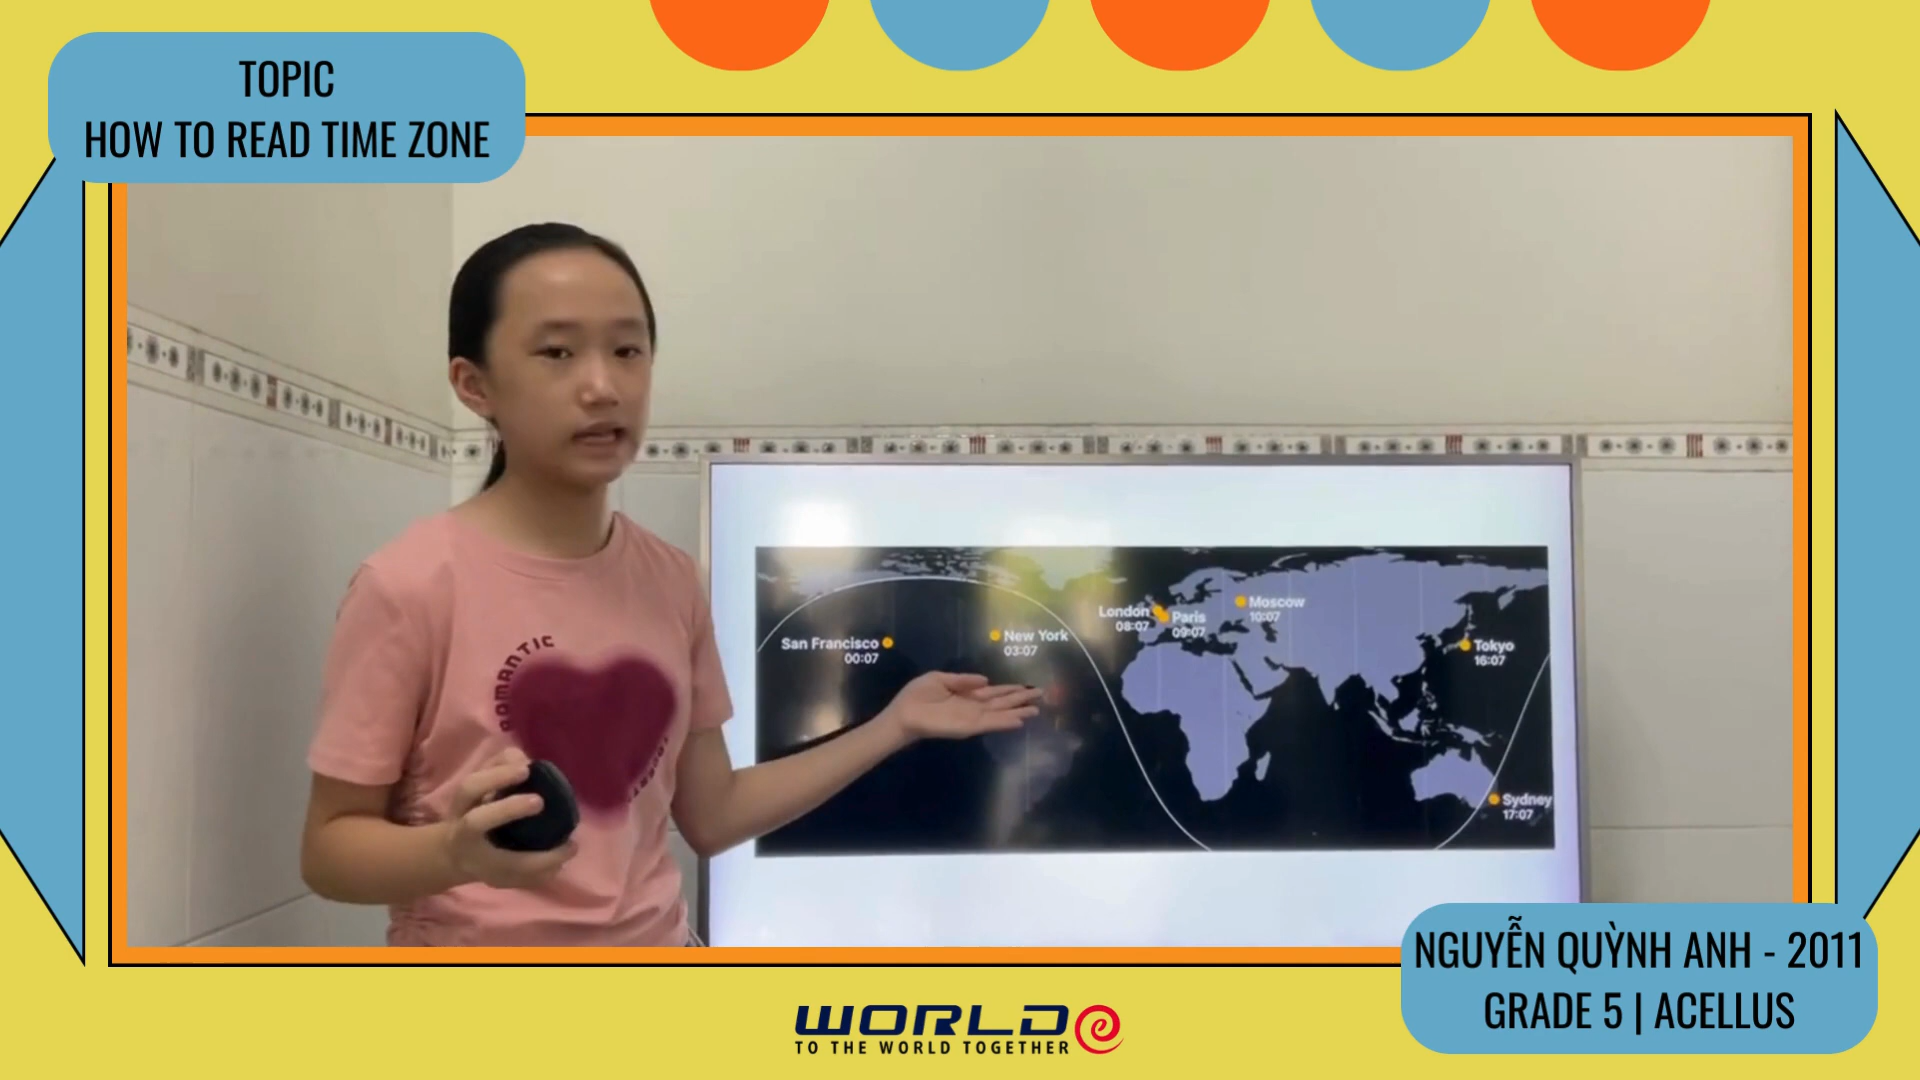 TOPIC
HOW TO READ TIME ZONE
ROMANTIC
San Francisco
00:07
New York
03:07
London
08:07
Paris
09:07
Moscow
10:07
Tokyo
16:07
Sydney
17:07
NGUYỄN QUỲNH ANH - 2011
GRADE 5 | ACELLUS
WORLD e
TO THE WORLD TOGETHER